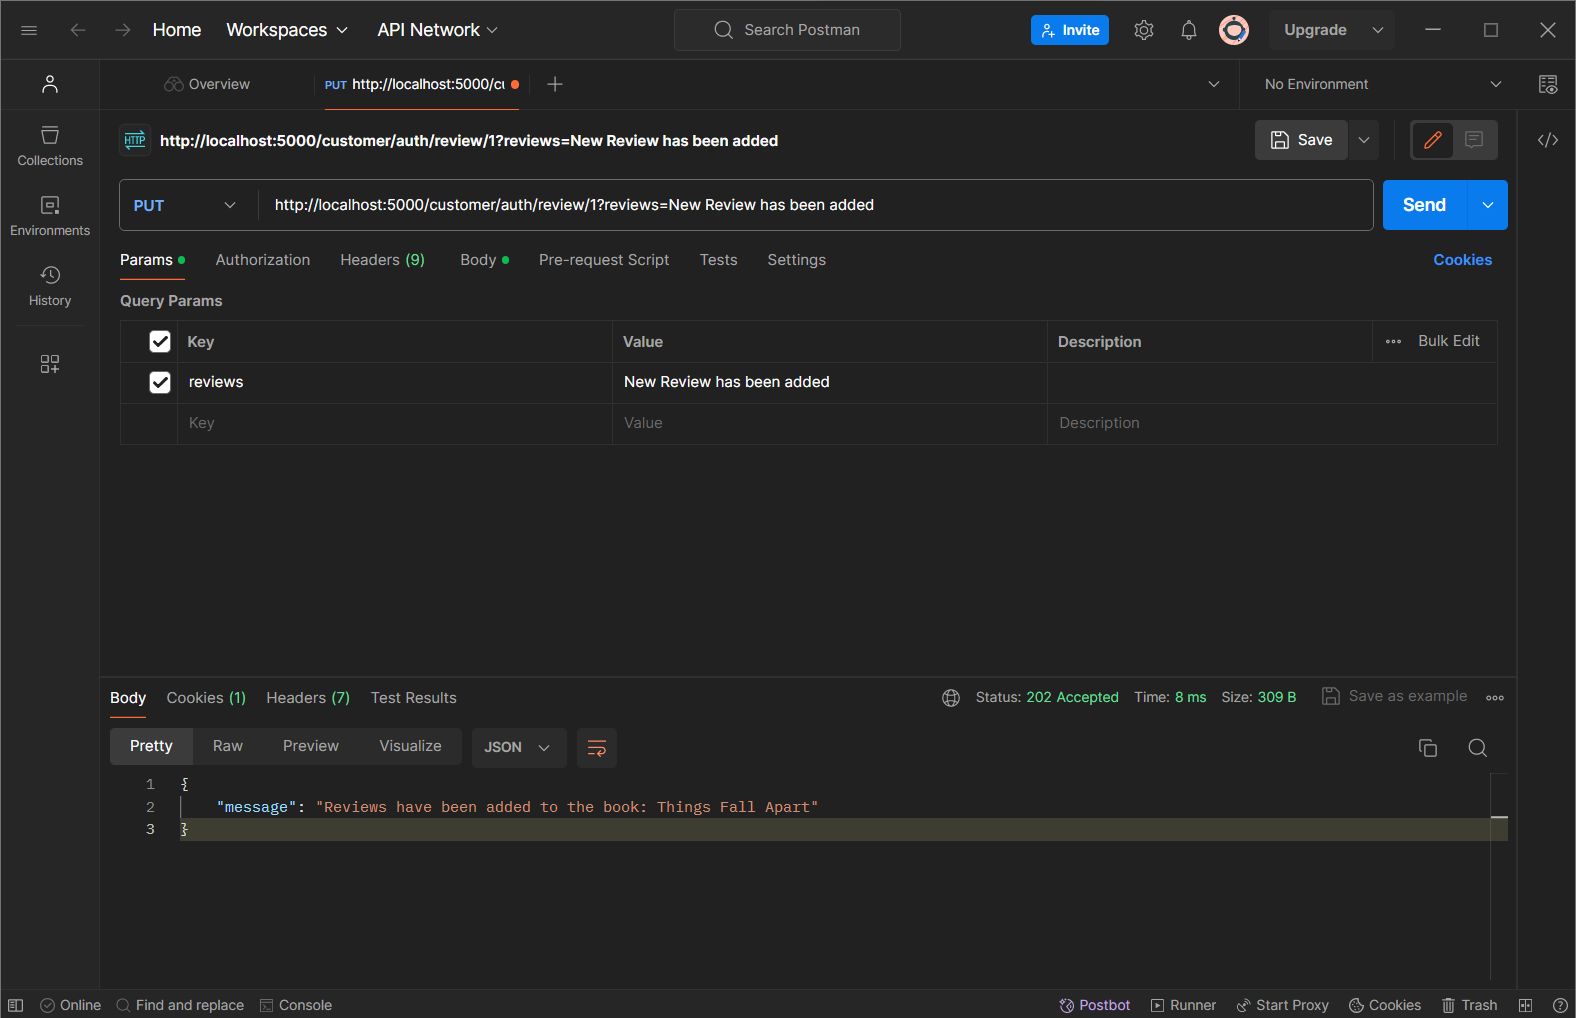 Home Workspaces API Network Search Postman Invite Upgrade
Overview PUT http://localhost:5000/cu No Environment
HTTP http://localhost:5000/customer/auth/review/1?reviews=New Review has been added Save
Collections
PUT http://localhost:5000/customer/auth/review/1?reviews=New Review has been added Send
Environments
Params Authorization Headers (9) Body Pre-request Script Tests Settings Cookies
History
Query Params
Key Value Description Bulk Edit
reviews New Review has been added
Key Value Description
Body Cookies (1) Headers (7) Test Results Status: 202 Accepted Time: 8 ms Size: 309 B Save as example
Pretty Raw Preview Visualize JSON
1 {
2 "message": "Reviews have been added to the book: Things Fall Apart"
3 }
Online Find and replace Console Postbot Runner Start Proxy Cookies Trash